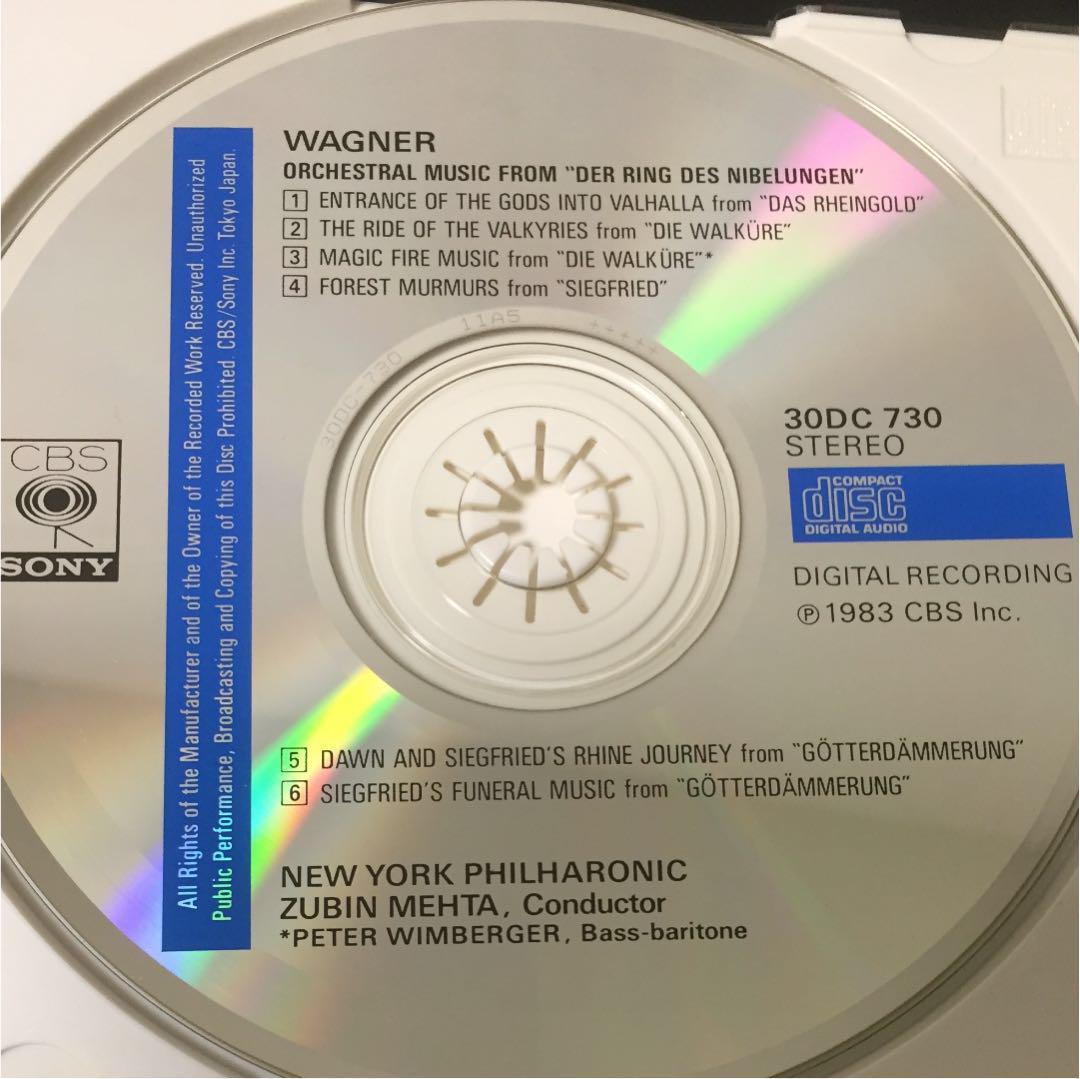 WAGNER
ORCHESTRAL MUSIC FROM "DER RING DES NIBELUNGEN"
1 ENTRANCE OF THE GODS INTO VALHALLA from "DAS RHEINGOLD"
2 THE RIDE OF THE VALKYRIES from "DIE WALKÜRE"
3 MAGIC FIRE MUSIC from "DIE WALKÜRE"*
4 FOREST MURMURS from "SIEGFRIED"
30DC-730 11A5 +++++
30DC 730
STEREO
COMPACT
disc
DIGITAL AUDIO
DIGITAL RECORDING
℗ 1983 CBS Inc.
CBS
SONY
All Rights of the Manufacturer and of the Owner of the Recorded Work Reserved. Unauthorized
Public Performance, Broadcasting and Copying of this Disc Prohibited. CBS/Sony Inc. Tokyo Japan.
5 DAWN AND SIEGFRIED'S RHINE JOURNEY from "GÖTTERDÄMMERUNG"
6 SIEGFRIED'S FUNERAL MUSIC from "GÖTTERDÄMMERUNG"
NEW YORK PHILHARONIC
ZUBIN MEHTA, Conductor
*PETER WIMBERGER, Bass-baritone